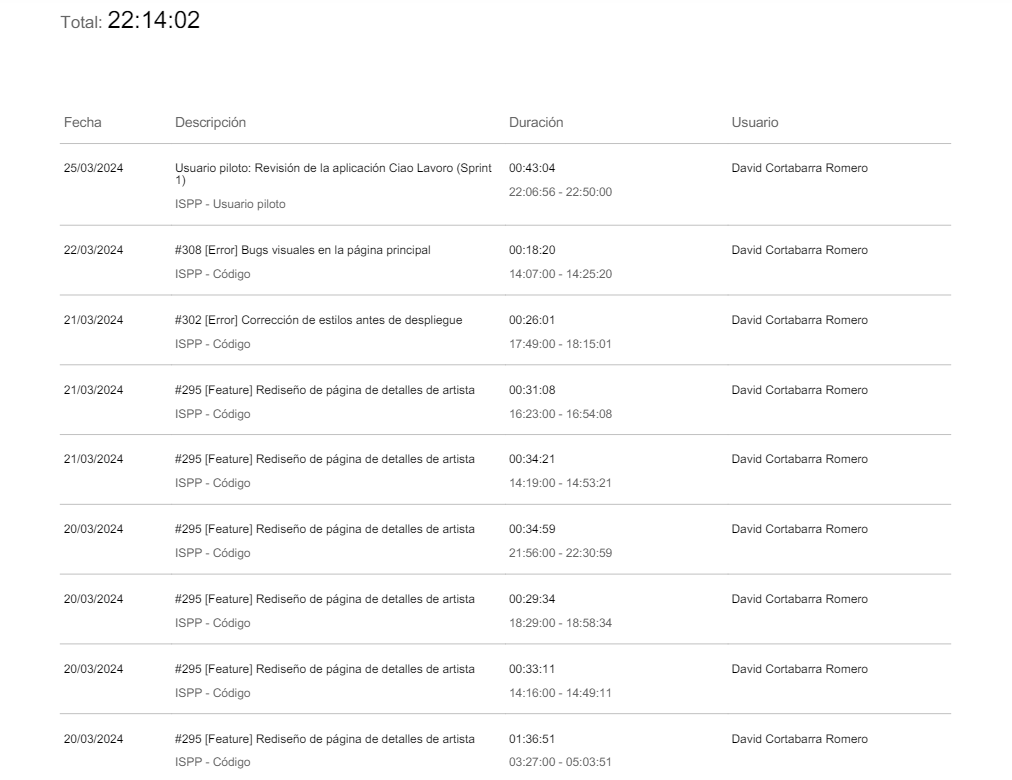 Total: 22:14:02
Fecha Descripción Duración Usuario
25/03/2024 Usuario piloto: Revisión de la aplicación Ciao Lavoro (Sprint 00:43:04 David Cortabarra Romero
1)
22:06:56 - 22:50:00
ISPP - Usuario piloto
22/03/2024 #308 [Error] Bugs visuales en la página principal 00:18:20 David Cortabarra Romero
ISPP - Código 14:07:00 - 14:25:20
21/03/2024 #302 [Error] Corrección de estilos antes de despliegue 00:26:01 David Cortabarra Romero
ISPP - Código 17:49:00 - 18:15:01
21/03/2024 #295 [Feature] Rediseño de página de detalles de artista 00:31:08 David Cortabarra Romero
ISPP - Código 16:23:00 - 16:54:08
21/03/2024 #295 [Feature] Rediseño de página de detalles de artista 00:34:21 David Cortabarra Romero
ISPP - Código 14:19:00 - 14:53:21
20/03/2024 #295 [Feature] Rediseño de página de detalles de artista 00:34:59 David Cortabarra Romero
ISPP - Código 21:56:00 - 22:30:59
20/03/2024 #295 [Feature] Rediseño de página de detalles de artista 00:29:34 David Cortabarra Romero
ISPP - Código 18:29:00 - 18:58:34
20/03/2024 #295 [Feature] Rediseño de página de detalles de artista 00:33:11 David Cortabarra Romero
ISPP - Código 14:16:00 - 14:49:11
20/03/2024 #295 [Feature] Rediseño de página de detalles de artista 01:36:51 David Cortabarra Romero
ISPP - Código 03:27:00 - 05:03:51